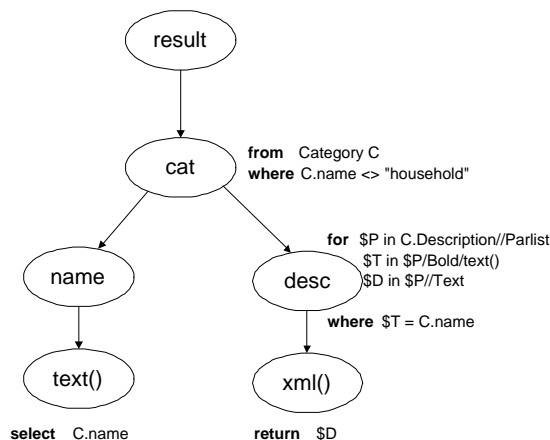 result
cat
from Category C
where C.name <> "household"
name
desc
for $P in C.Description//Parlist
$T in $P/Bold/text()
$D in $P//Text
where $T = C.name
text()
xml()
select C.name
return $D